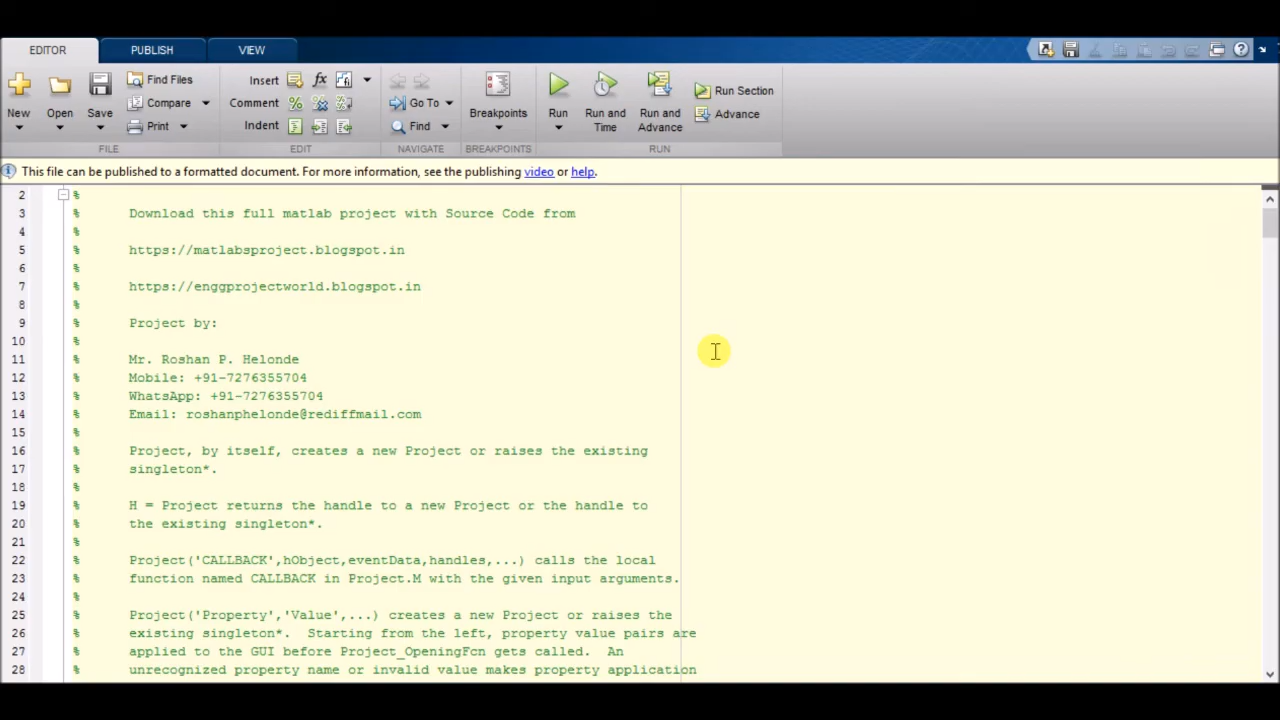 EDITOR PUBLISH VIEW
New Open Save Find Files Compare Print
Insert fx
Comment
Indent
Go To
Find
Breakpoints
Run Run and Time Run and Advance Run Section Advance
FILE EDIT NAVIGATE BREAKPOINTS RUN
This file can be published to a formatted document. For more information, see the publishing video or help.
2 %
3 % Download this full matlab project with Source Code from
4 %
5 % https://matlabsproject.blogspot.in
6 %
7 % https://enggprojectworld.blogspot.in
8 %
9 % Project by:
10 %
11 % Mr. Roshan P. Helonde
12 % Mobile: +91-7276355704
13 % WhatsApp: +91-7276355704
14 % Email: roshanphelonde@rediffmail.com
15 %
16 % Project, by itself, creates a new Project or raises the existing
17 % singleton*.
18 %
19 % H = Project returns the handle to a new Project or the handle to
20 % the existing singleton*.
21 %
22 % Project('CALLBACK',hObject,eventData,handles,...) calls the local
23 % function named CALLBACK in Project.M with the given input arguments.
24 %
25 % Project('Property','Value',...) creates a new Project or raises the
26 % existing singleton*.  Starting from the left, property value pairs are
27 % applied to the GUI before Project_OpeningFcn gets called.  An
28 % unrecognized property name or invalid value makes property application